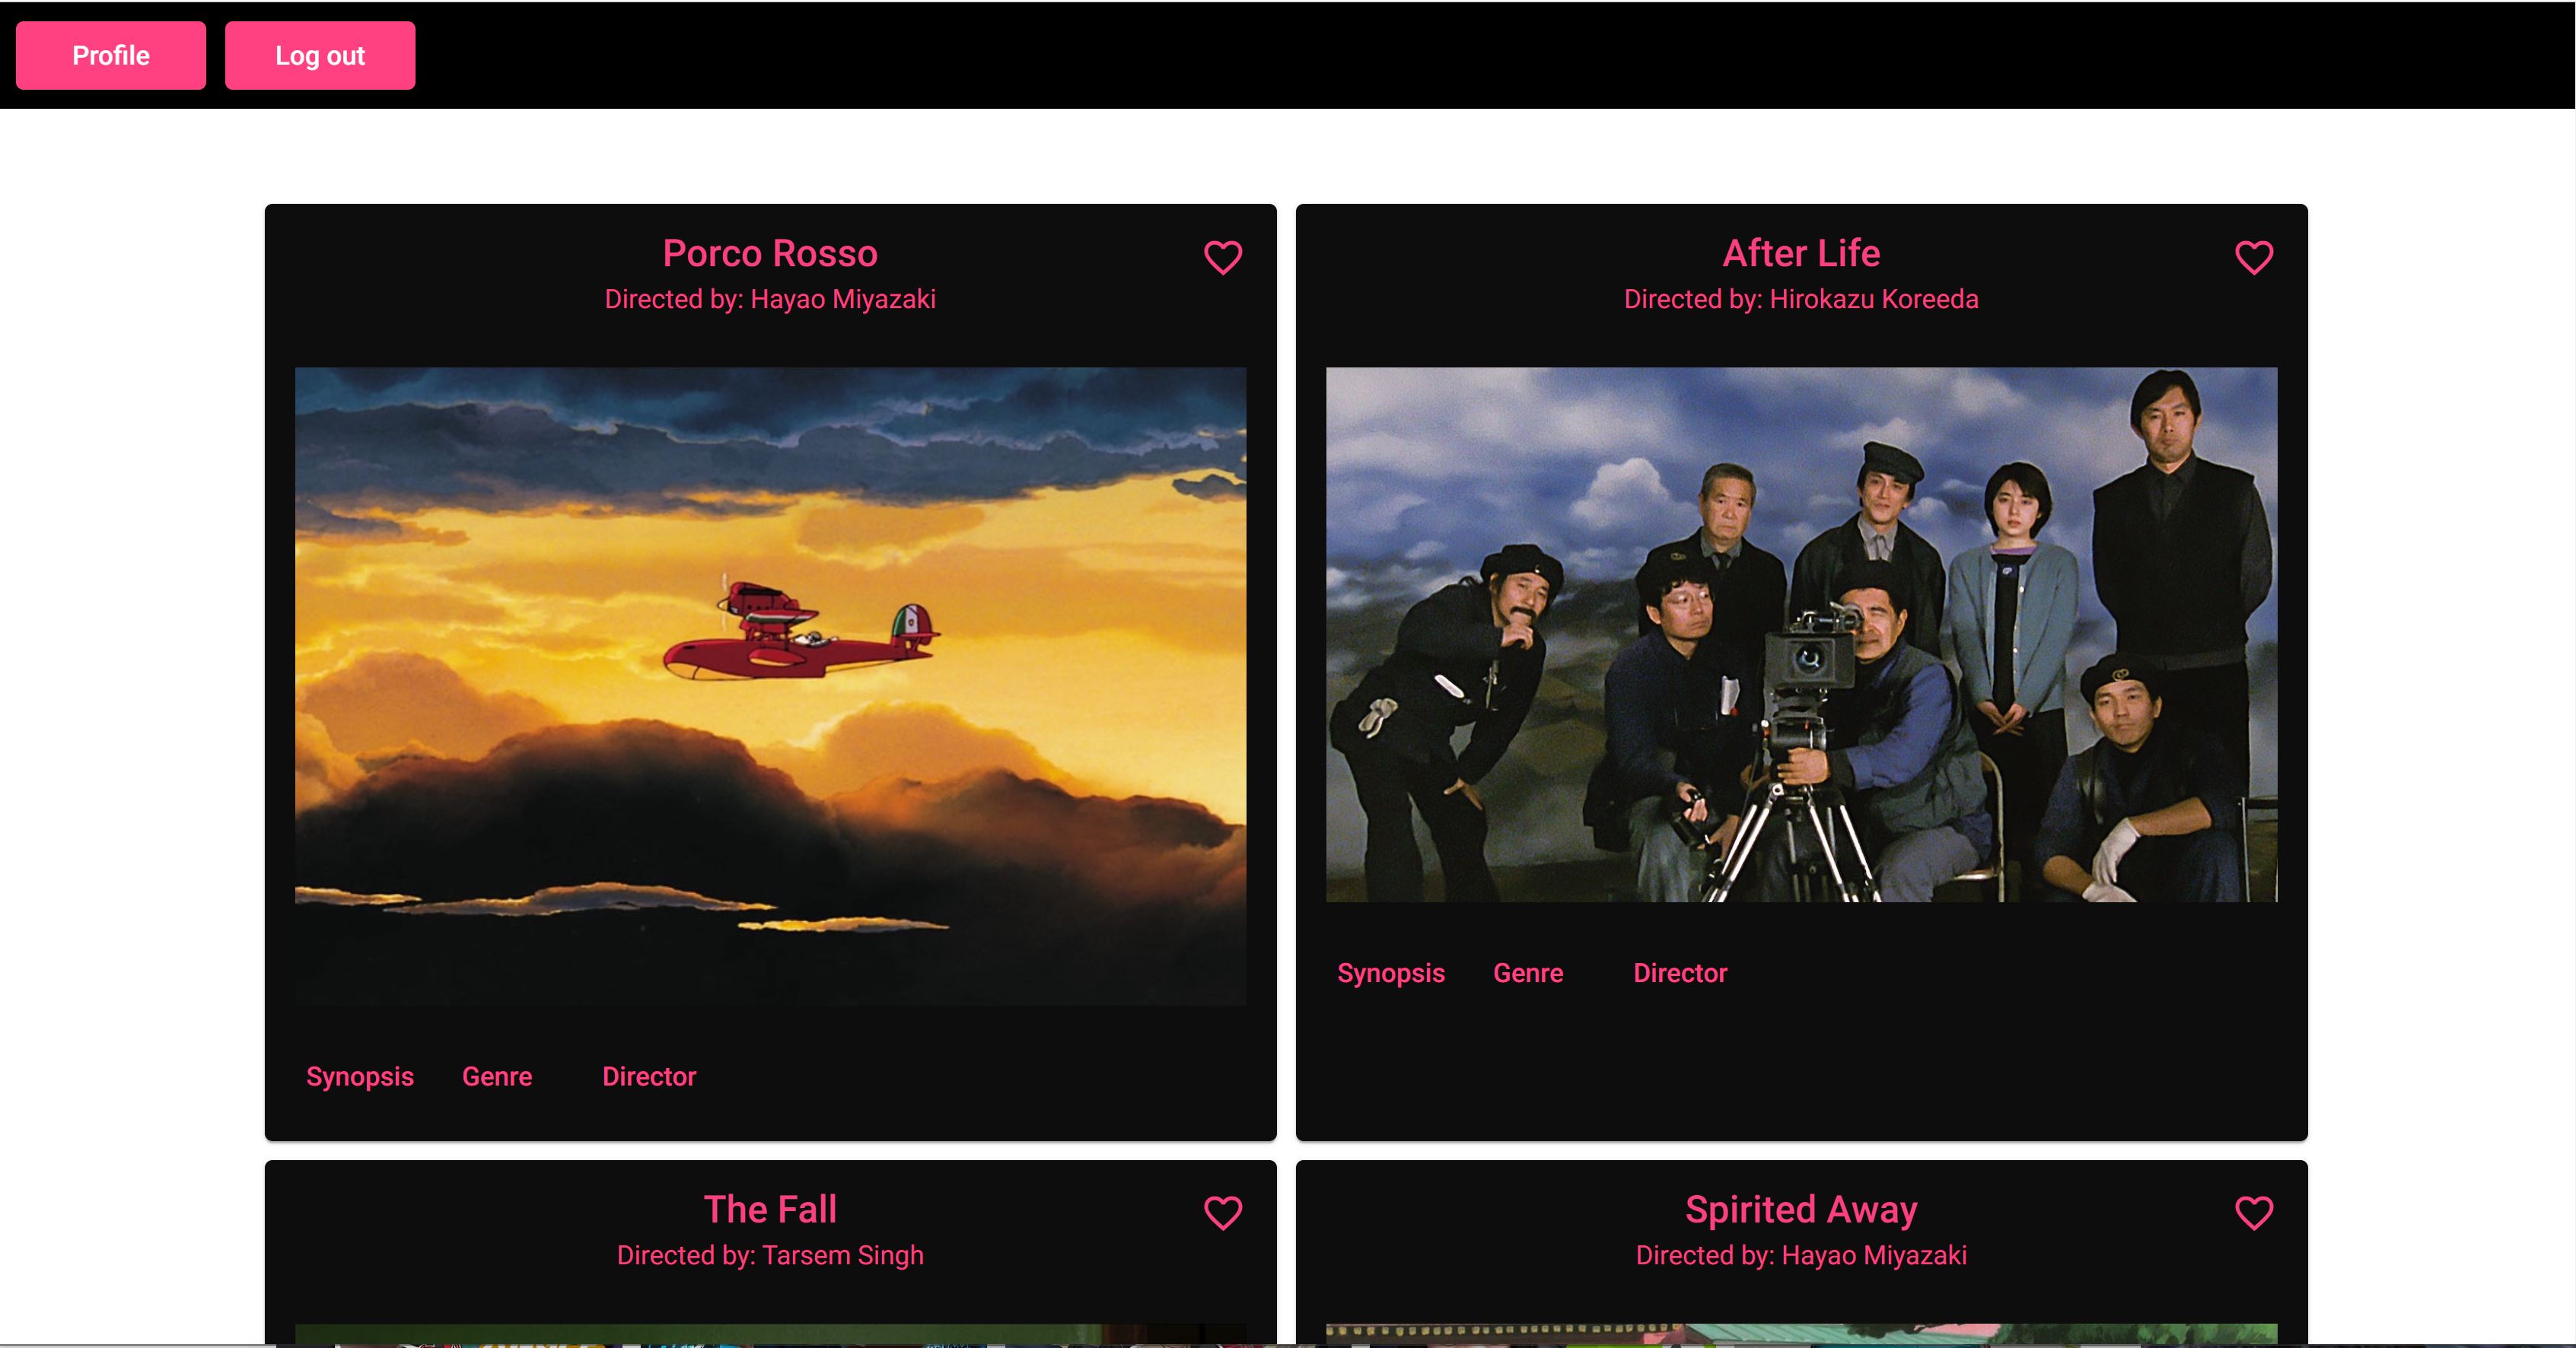 Profile
Log out
Porco Rosso
Directed by: Hayao Miyazaki
Synopsis
Genre
Director
After Life
Directed by: Hirokazu Koreeda
Synopsis
Genre
Director
The Fall
Directed by: Tarsem Singh
Spirited Away
Directed by: Hayao Miyazaki